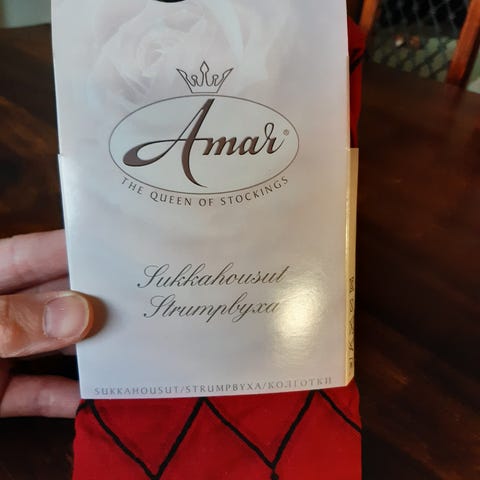 Amar®
THE QUEEN OF STOCKINGS
Sukkahousut
Strumpbyxa
SUKKAHOUSUT/STRUMPBYXA/КОЛГОТКИ